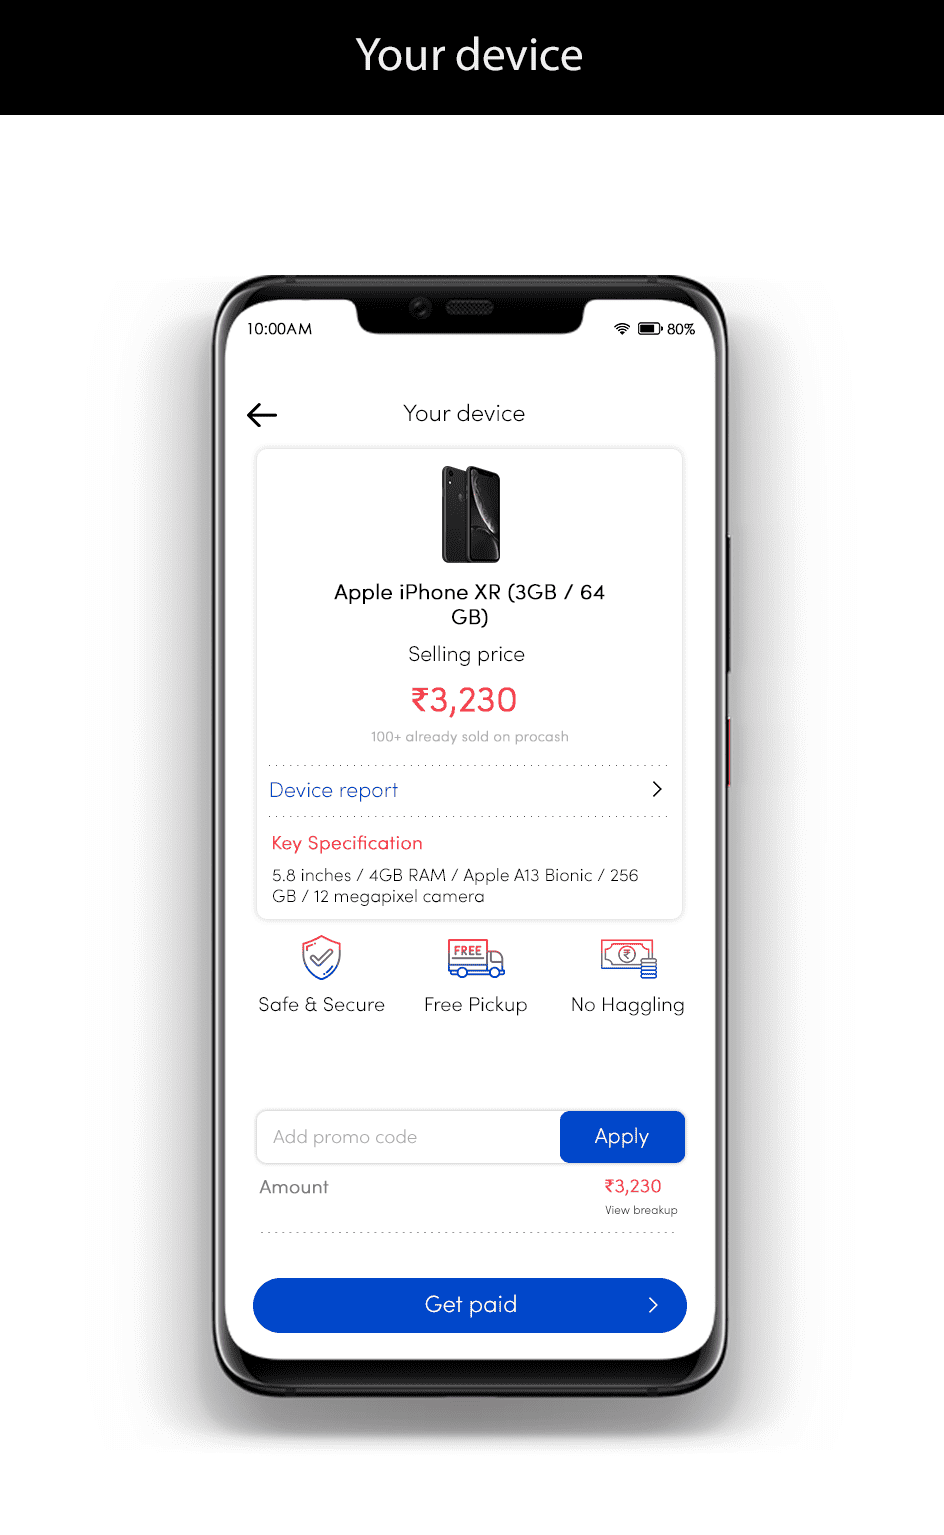 Your device
10:00AM
80%
Your device
Apple iPhone XR (3GB / 64
GB)
Selling price
₹3,230
100+ already sold on procash
Device report
Key Specification
5.8 inches / 4GB RAM / Apple A13 Bionic / 256
GB / 12 megapixel camera
FREE
₹
Safe & Secure
Free Pickup
No Haggling
Add promo code
Apply
Amount
₹3,230
View breakup
Get paid